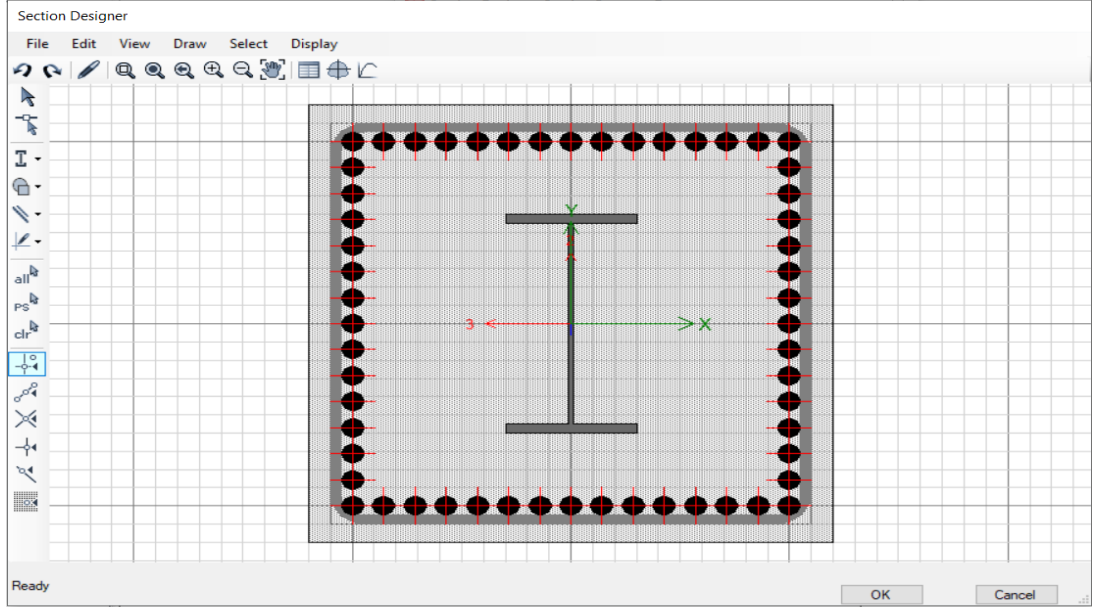 Section Designer
File Edit View Draw Select Display
all
PS
clr
Y
3
X
Ready
OK Cancel